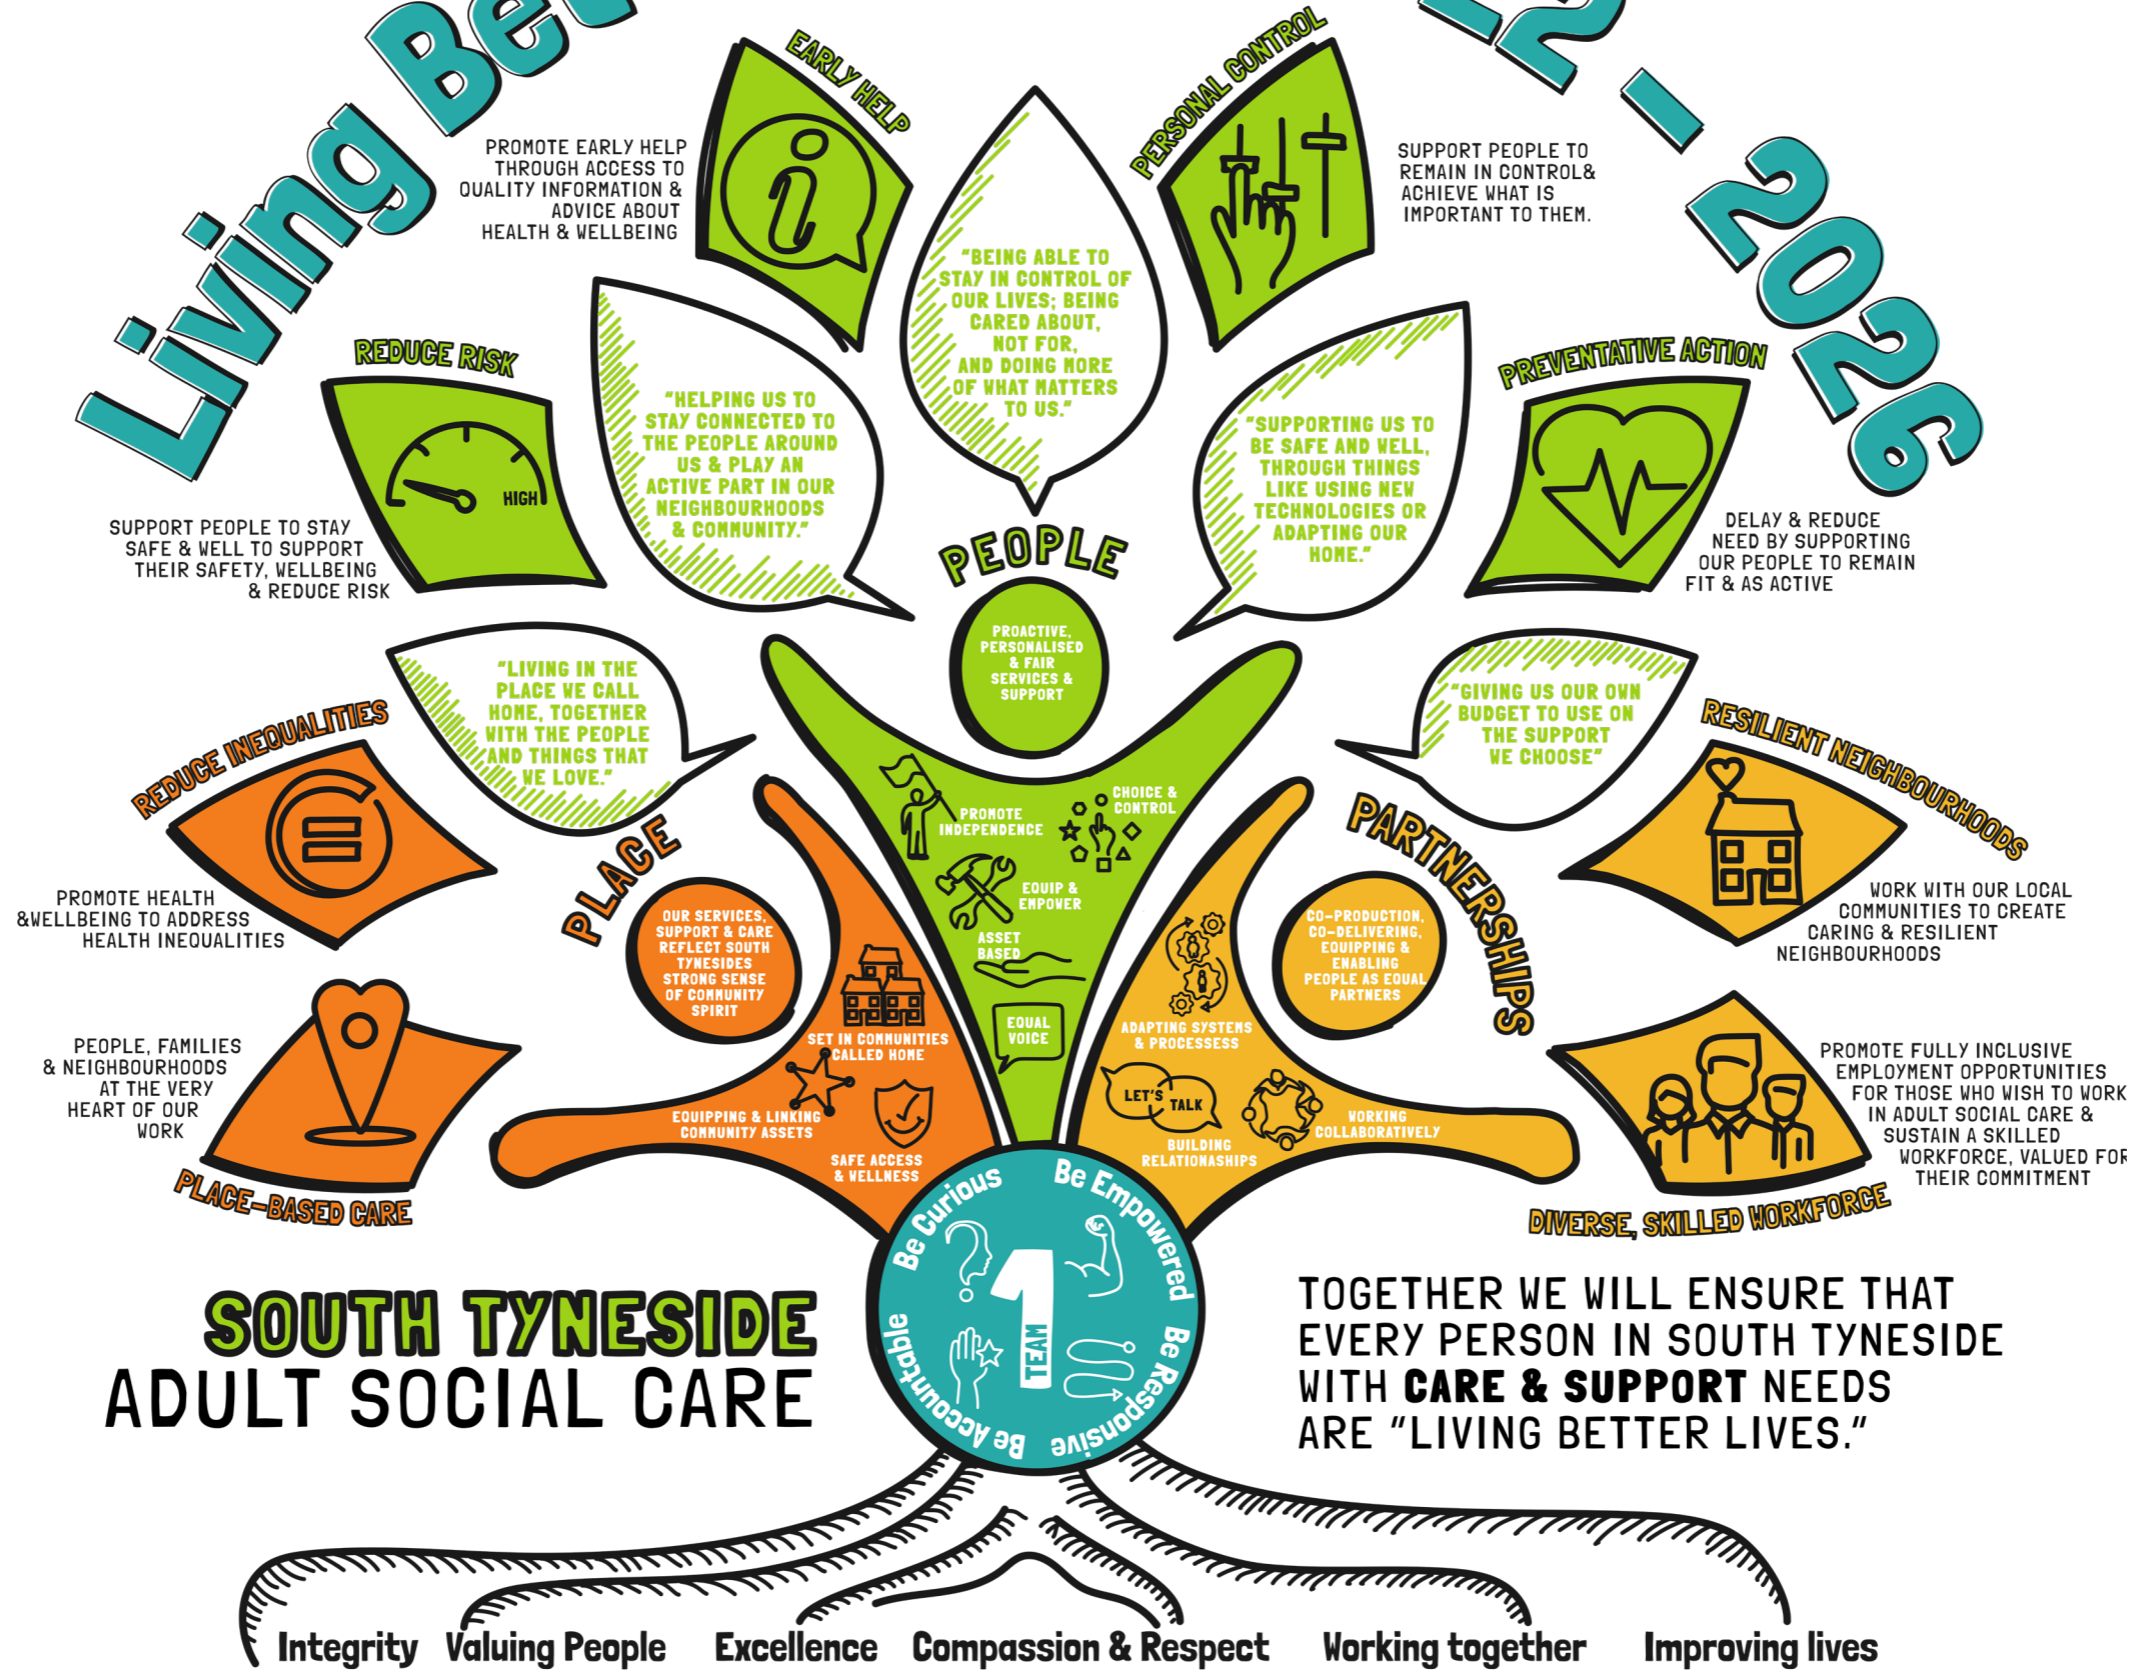 Living Be
2 – 2026
EARLY HELP
PROMOTE EARLY HELP
THROUGH ACCESS TO
QUALITY INFORMATION &
ADVICE ABOUT
HEALTH & WELLBEING
PERSONAL CONTROL
SUPPORT PEOPLE TO
REMAIN IN CONTROL&
ACHIEVE WHAT IS
IMPORTANT TO THEM.
"BEING ABLE TO
STAY IN CONTROL OF
OUR LIVES; BEING
CARED ABOUT,
NOT FOR,
AND DOING MORE
OF WHAT MATTERS
TO US."
REDUCE RISK
HIGH
SUPPORT PEOPLE TO STAY
SAFE & WELL TO SUPPORT
THEIR SAFETY, WELLBEING
& REDUCE RISK
"HELPING US TO
STAY CONNECTED TO
THE PEOPLE AROUND
US & PLAY AN
ACTIVE PART IN OUR
NEIGHBOURHOODS
& COMMUNITY."
"SUPPORTING US TO
BE SAFE AND WELL,
THROUGH THINGS
LIKE USING NEW
TECHNOLOGIES OR
ADAPTING OUR
HOME."
PREVENTATIVE ACTION
DELAY & REDUCE
NEED BY SUPPORTING
OUR PEOPLE TO REMAIN
FIT & AS ACTIVE
PEOPLE
PROACTIVE,
PERSONALISED
& FAIR
SERVICES &
SUPPORT
"LIVING IN THE
PLACE WE CALL
HOME, TOGETHER
WITH THE PEOPLE
AND THINGS THAT
WE LOVE."
"GIVING US OUR OWN
BUDGET TO USE ON
THE SUPPORT
WE CHOOSE"
REDUCE INEQUALITIES
PROMOTE HEALTH
&WELLBEING TO ADDRESS
HEALTH INEQUALITIES
RESILIENT NEIGHBOURHOODS
WORK WITH OUR LOCAL
COMMUNITIES TO CREATE
CARING & RESILIENT
NEIGHBOURHOODS
PLACE
OUR SERVICES,
SUPPORT & CARE
REFLECT SOUTH
TYNESIDES
STRONG SENSE
OF COMMUNITY
SPIRIT
PROMOTE
INDEPENDENCE
CHOICE &
CONTROL
EQUIP &
EMPOWER
ASSET
BASED
EQUAL
VOICE
PARTNERSHIPS
CO-PRODUCTION,
CO-DELIVERING,
EQUIPPING &
ENABLING
PEOPLE AS EQUAL
PARTNERS
SET IN COMMUNITIES
CALLED HOME
EQUIPPING & LINKING
COMMUNITY ASSETS
SAFE ACCESS
& WELLNESS
ADAPTING SYSTEMS
& PROCESSESS
LET'S
TALK
BUILDING
RELATIONASHIPS
WORKING
COLLABORATIVELY
PEOPLE, FAMILIES
& NEIGHBOURHOODS
AT THE VERY
HEART OF OUR
WORK
PLACE-BASED CARE
PROMOTE FULLY INCLUSIVE
EMPLOYMENT OPPORTUNITIES
FOR THOSE WHO WISH TO WORK
IN ADULT SOCIAL CARE &
SUSTAIN A SKILLED
WORKFORCE, VALUED FOR
THEIR COMMITMENT
DIVERSE, SKILLED WORKFORCE
Be Curious
Be Empowered
Be Responsive
Be Accountable
1
TEAM
SOUTH TYNESIDE
ADULT SOCIAL CARE
TOGETHER WE WILL ENSURE THAT
EVERY PERSON IN SOUTH TYNESIDE
WITH CARE & SUPPORT NEEDS
ARE "LIVING BETTER LIVES."
Integrity
Valuing People
Excellence
Compassion & Respect
Working together
Improving lives